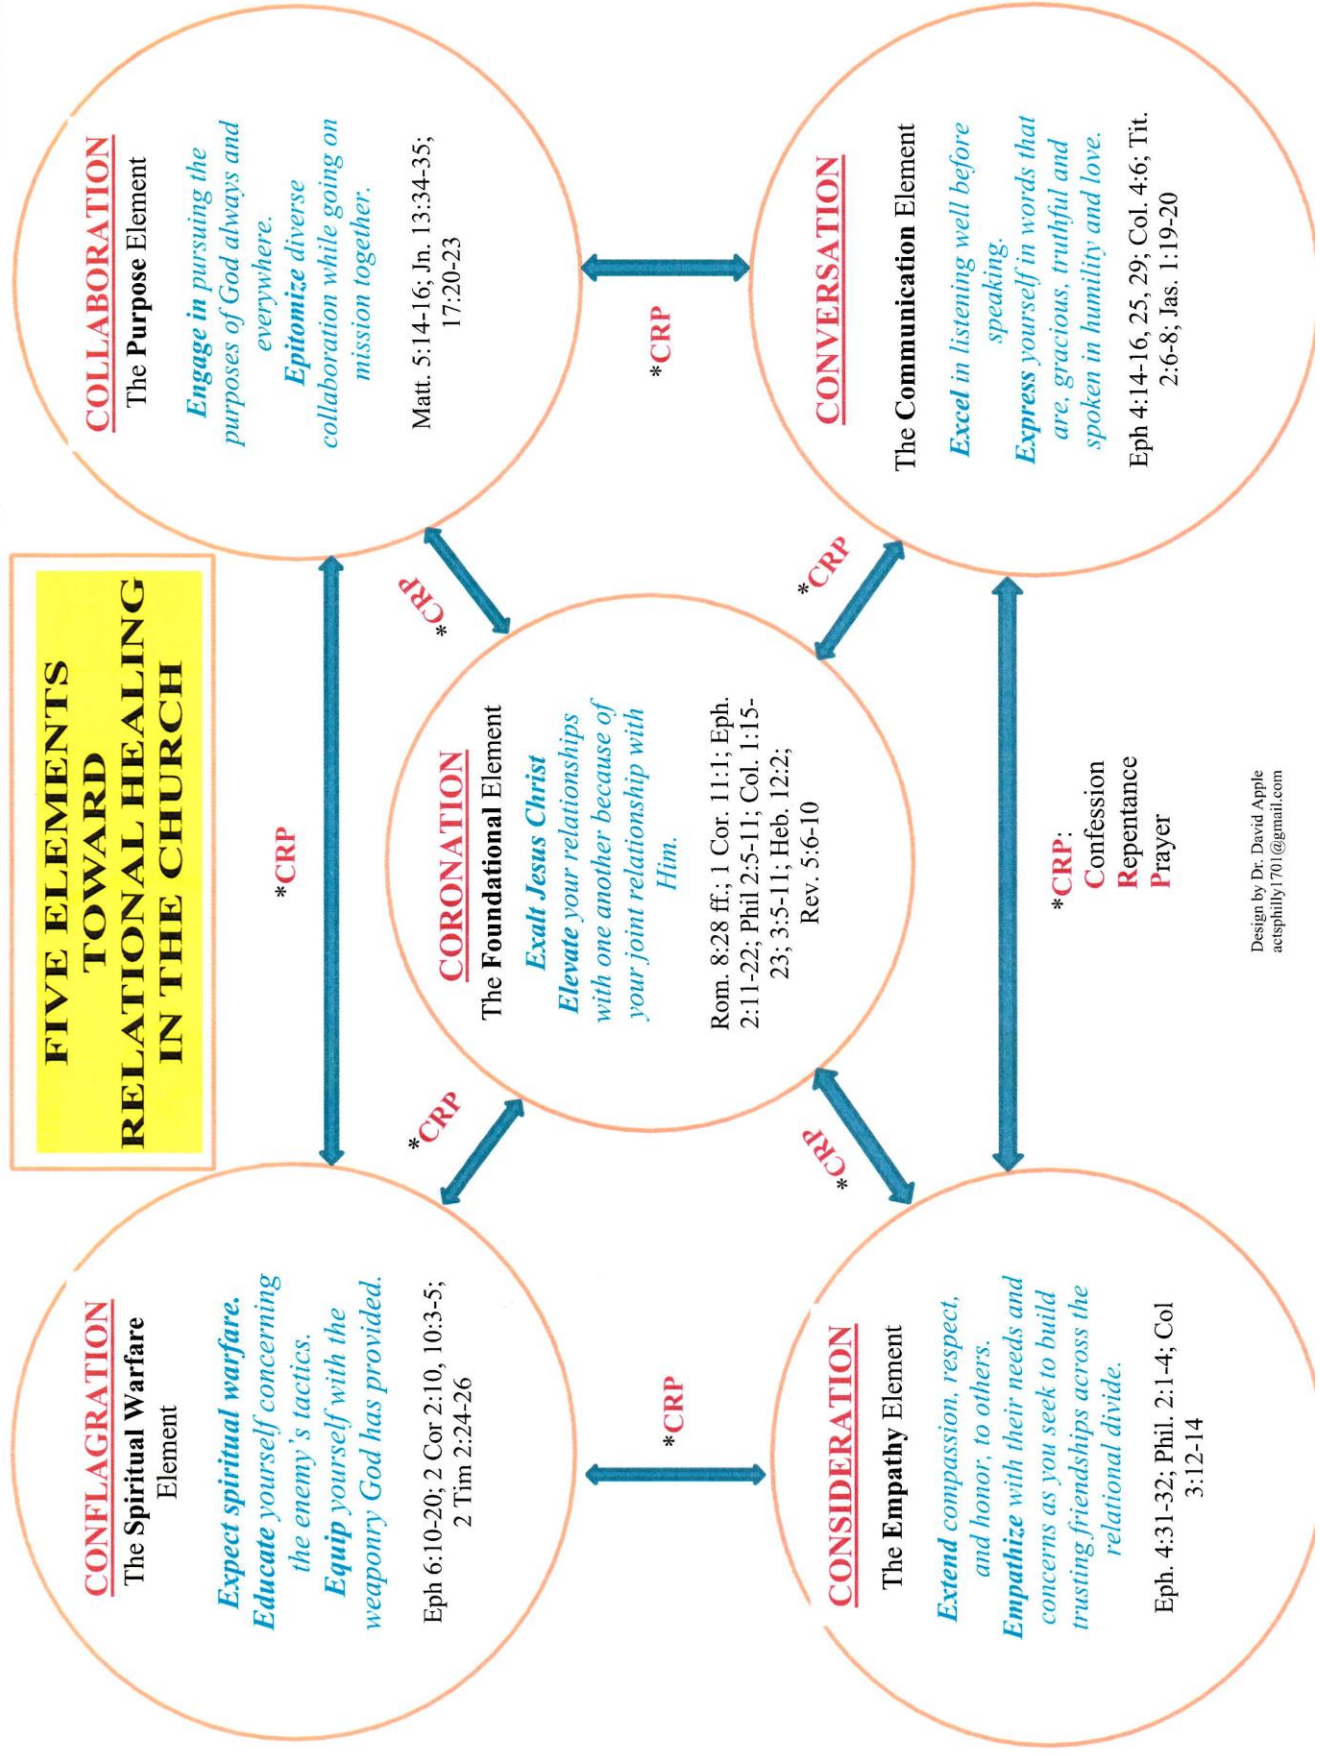 FIVE ELEMENTS
TOWARD
RELATIONAL HEALING
IN THE CHURCH
CONFLAGRATION
The Spiritual Warfare
Element
Expect spiritual warfare.
Educate yourself concerning
the enemy’s tactics.
Equip yourself with the
weaponry God has provided.
Eph 6:10-20; 2 Cor 2:10, 10:3-5;
2 Tim 2:24-26
*CRP
COLLABORATION
The Purpose Element
Engage in pursuing the
purposes of God always and
everywhere.
Epitomize diverse
collaboration while going on
mission together.
Matt. 5:14-16; Jn. 13:34-35;
17:20-23
*CRP
*CRP
CORONATION
The Foundational Element
Exalt Jesus Christ
Elevate your relationships
with one another because of
your joint relationship with
Him.
Rom. 8:28 ff.; 1 Cor. 11:1; Eph.
2:11-22; Phil 2:5-11; Col. 1:15-
23; 3:5-11; Heb. 12:2;
Rev. 5:6-10
*CRP
*CRP
*CRP
*CRP
CONSIDERATION
The Empathy Element
Extend compassion, respect,
and honor, to others.
Empathize with their needs and
concerns as you seek to build
trusting friendships across the
relational divide.
Eph. 4:31-32; Phil. 2:1-4; Col
3:12-14
CONVERSATION
The Communication Element
Excel in listening well before
speaking.
Express yourself in words that
are, gracious, truthful and
spoken in humility and love.
Eph 4:14-16, 25, 29; Col. 4:6; Tit.
2:6-8; Jas. 1:19-20
*CRP:
Confession
Repentance
Prayer
Design by Dr. David Apple
actsphilly1701@gmail.com